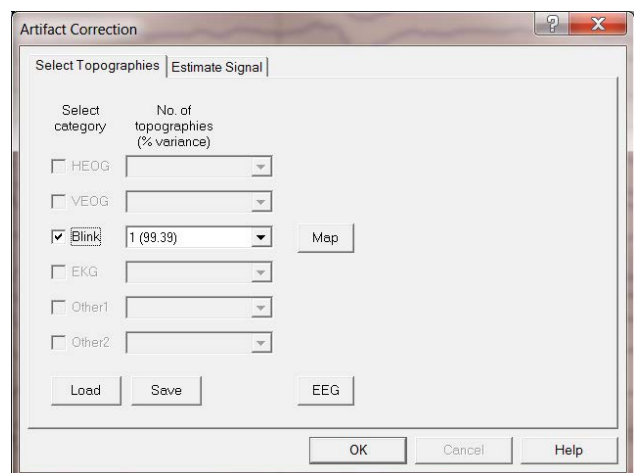 Artifact Correction
? X
Select Topographies Estimate Signal
Select category
No. of topographies (% variance)
HEOG
VEOG
Blink 1 (99.39) Map
EKG
Other1
Other2
Load Save EEG
OK Cancel Help